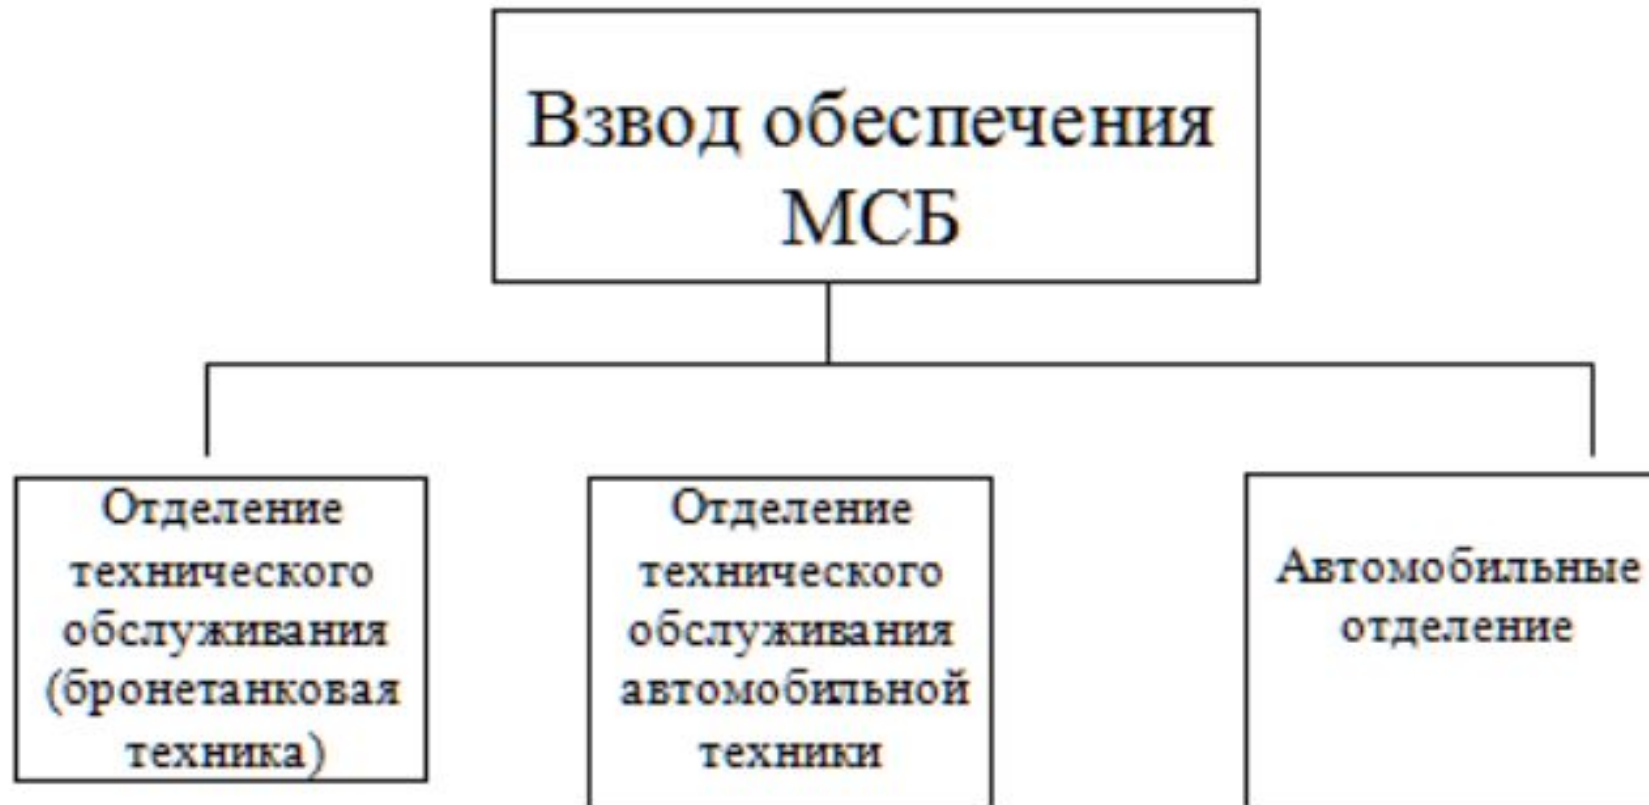 Взвод обеспечения
МСБ
Отделение
технического
обслуживания
(бронетанковая
техника)
Отделение
технического
обслуживания
автомобильной
техники
Автомобильные
отделение